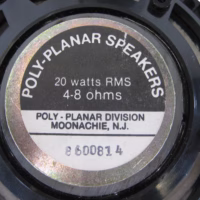 POLY-PLANAR SPEAKERS
20 watts RMS
4-8 ohms
POLY - PLANAR DIVISION
MOONACHIE, N.J.
8600814